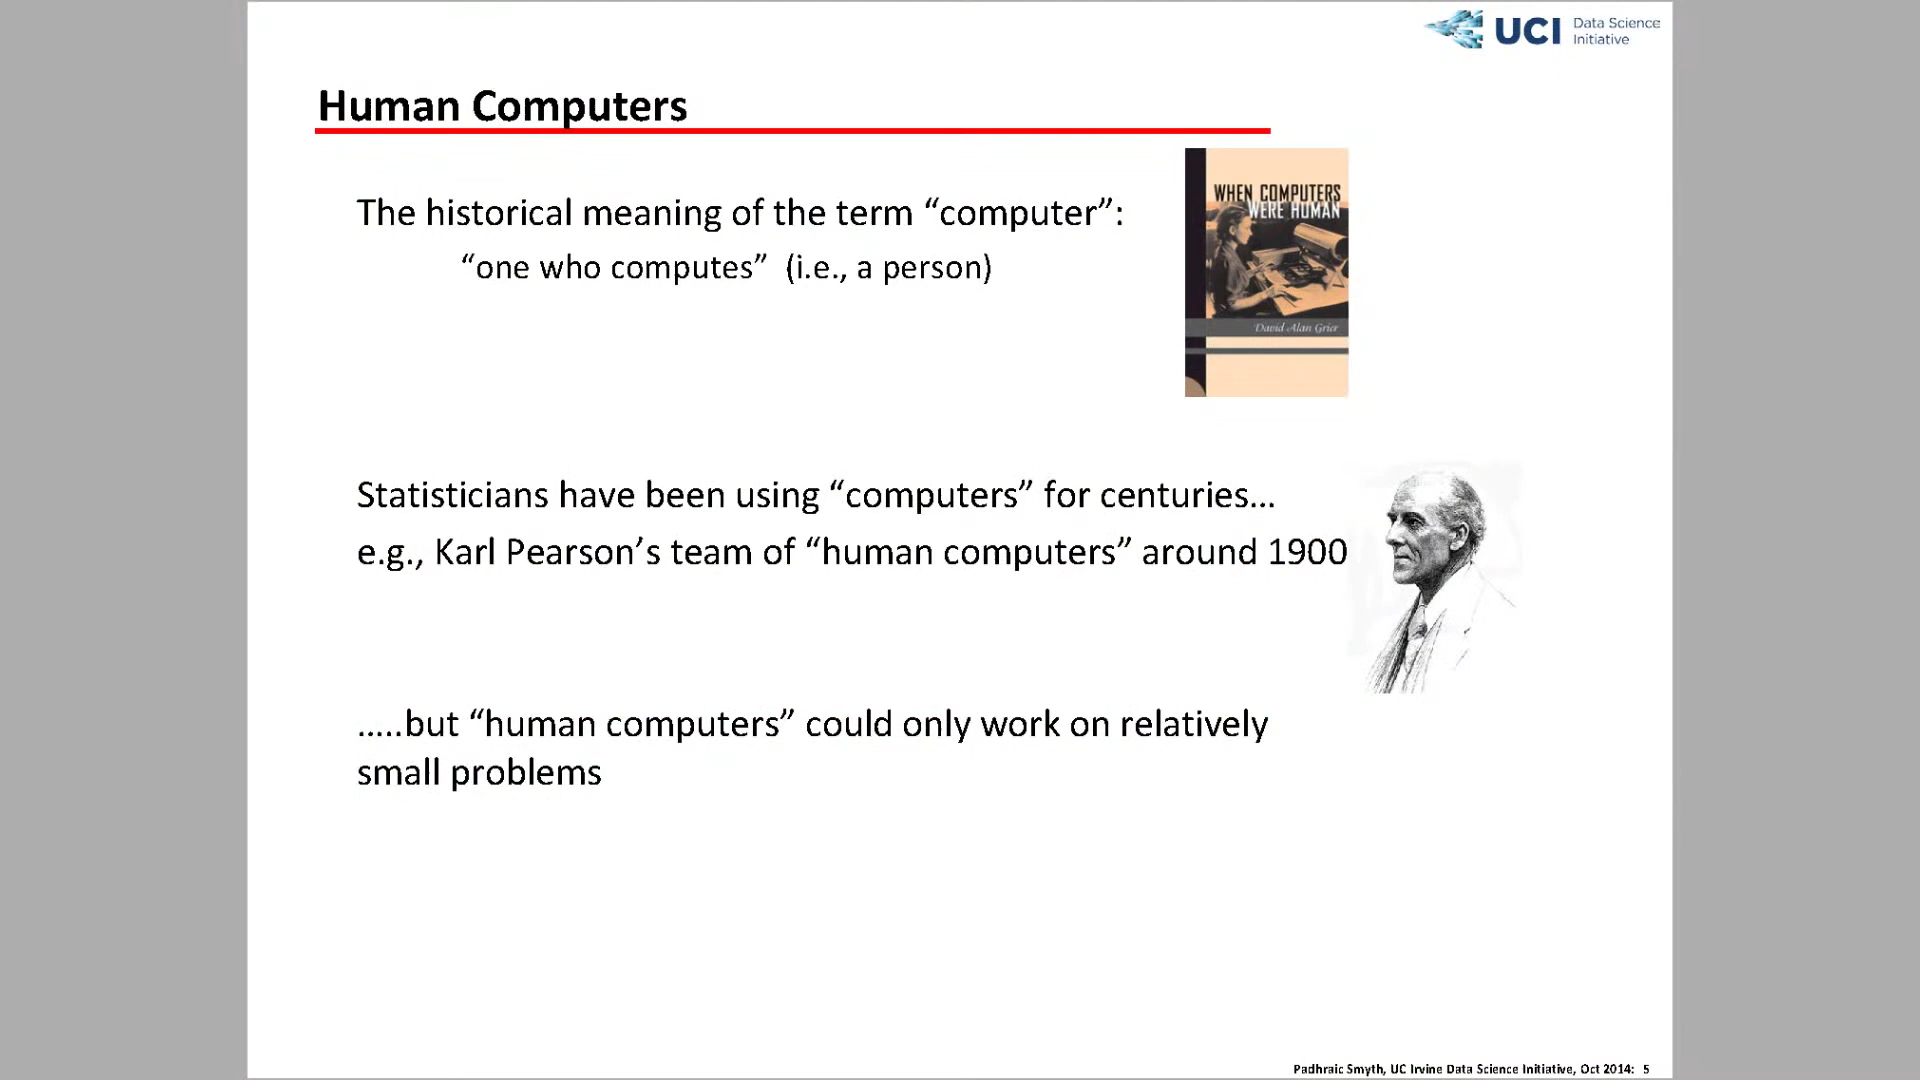 UCI Data Science
Initiative
Human Computers
The historical meaning of the term “computer”:
“one who computes” (i.e., a person)
WHEN COMPUTERS
WERE HUMAN
David Alan Grier
Statisticians have been using “computers” for centuries…
e.g., Karl Pearson’s team of “human computers” around 1900
…..but “human computers” could only work on relatively
small problems
Padhraic Smyth, UC Irvine Data Science Initiative, Oct 2014: 5